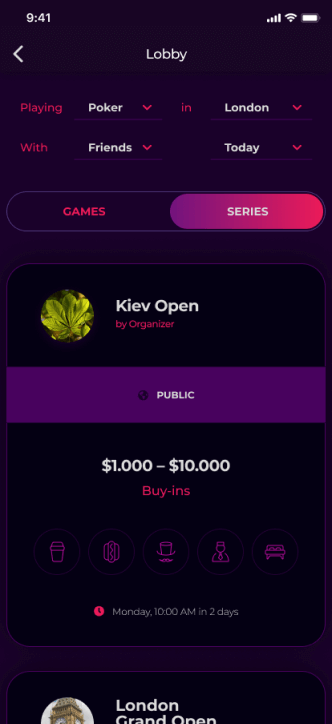 9:41
Lobby
Playing Poker in London
With Friends Today
GAMES SERIES
Kiev Open
by Organizer
PUBLIC
$1.000 – $10.000
Buy-ins
Monday, 10:00 AM in 2 days
London
Grand Open